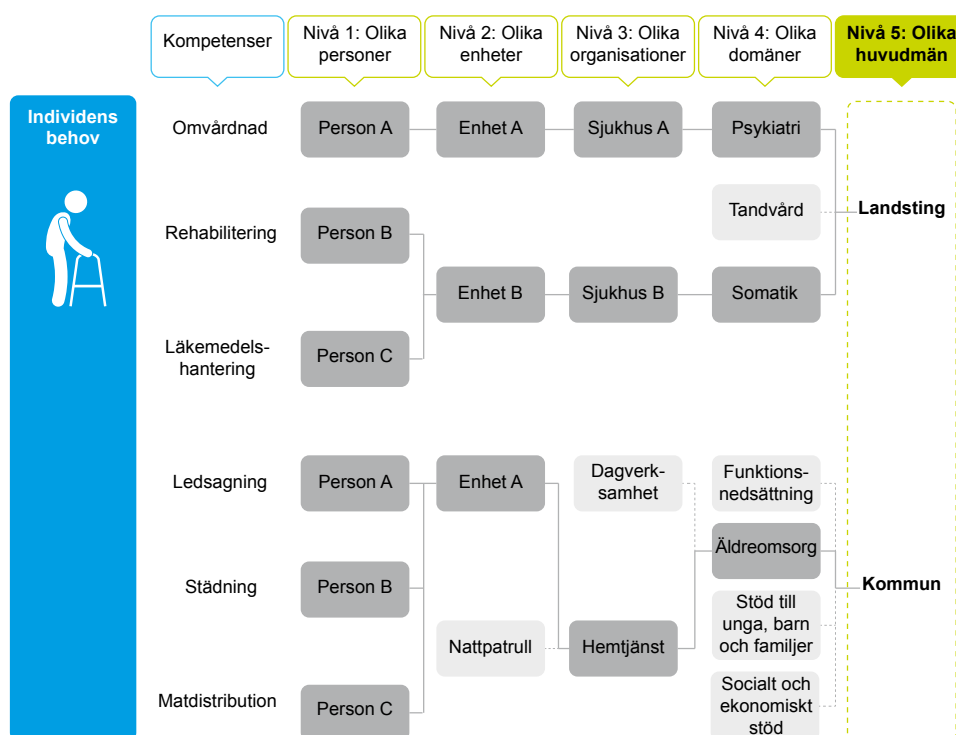 Kompetenser
Nivå 1: Olika
personer
Nivå 2: Olika
enheter
Nivå 3: Olika
organisationer
Nivå 4: Olika
domäner
Nivå 5: Olika
huvudmän
Individens
behov
Omvårdnad
Person A
Enhet A
Sjukhus A
Psykiatri
Tandvård
Landsting
Rehabilitering
Person B
Enhet B
Sjukhus B
Somatik
Läkemedels-
hantering
Person C
Ledsagning
Person A
Enhet A
Dagverk-
samhet
Funktions-
nedsättning
Äldreomsorg
Kommun
Städning
Person B
Nattpatrull
Hemtjänst
Stöd till
unga, barn
och familjer
Matdistribution
Person C
Socialt och
ekonomiskt
stöd